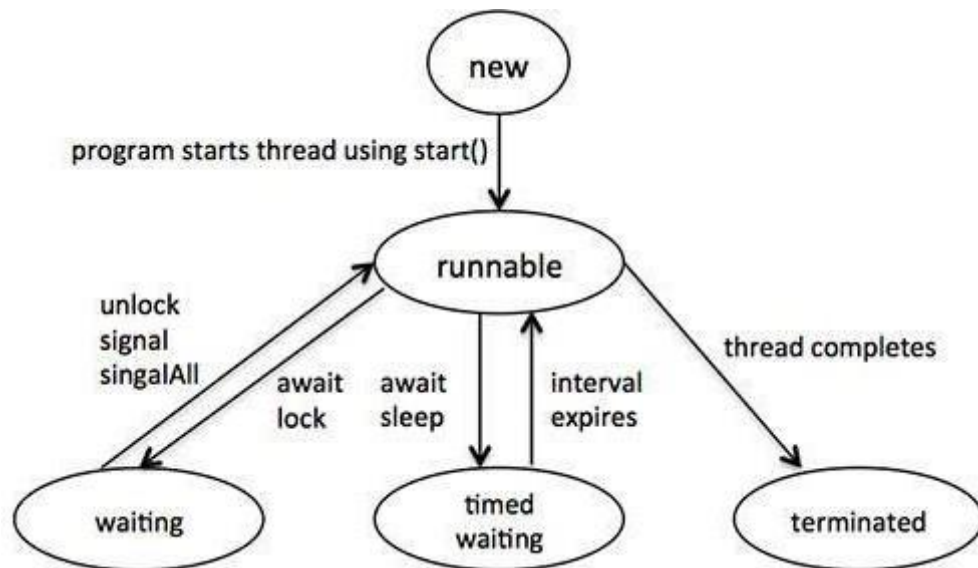 new
program starts thread using start()
runnable
unlock
signal
singalAll
await
lock
await
sleep
interval
expires
thread completes
waiting
timed
waiting
terminated